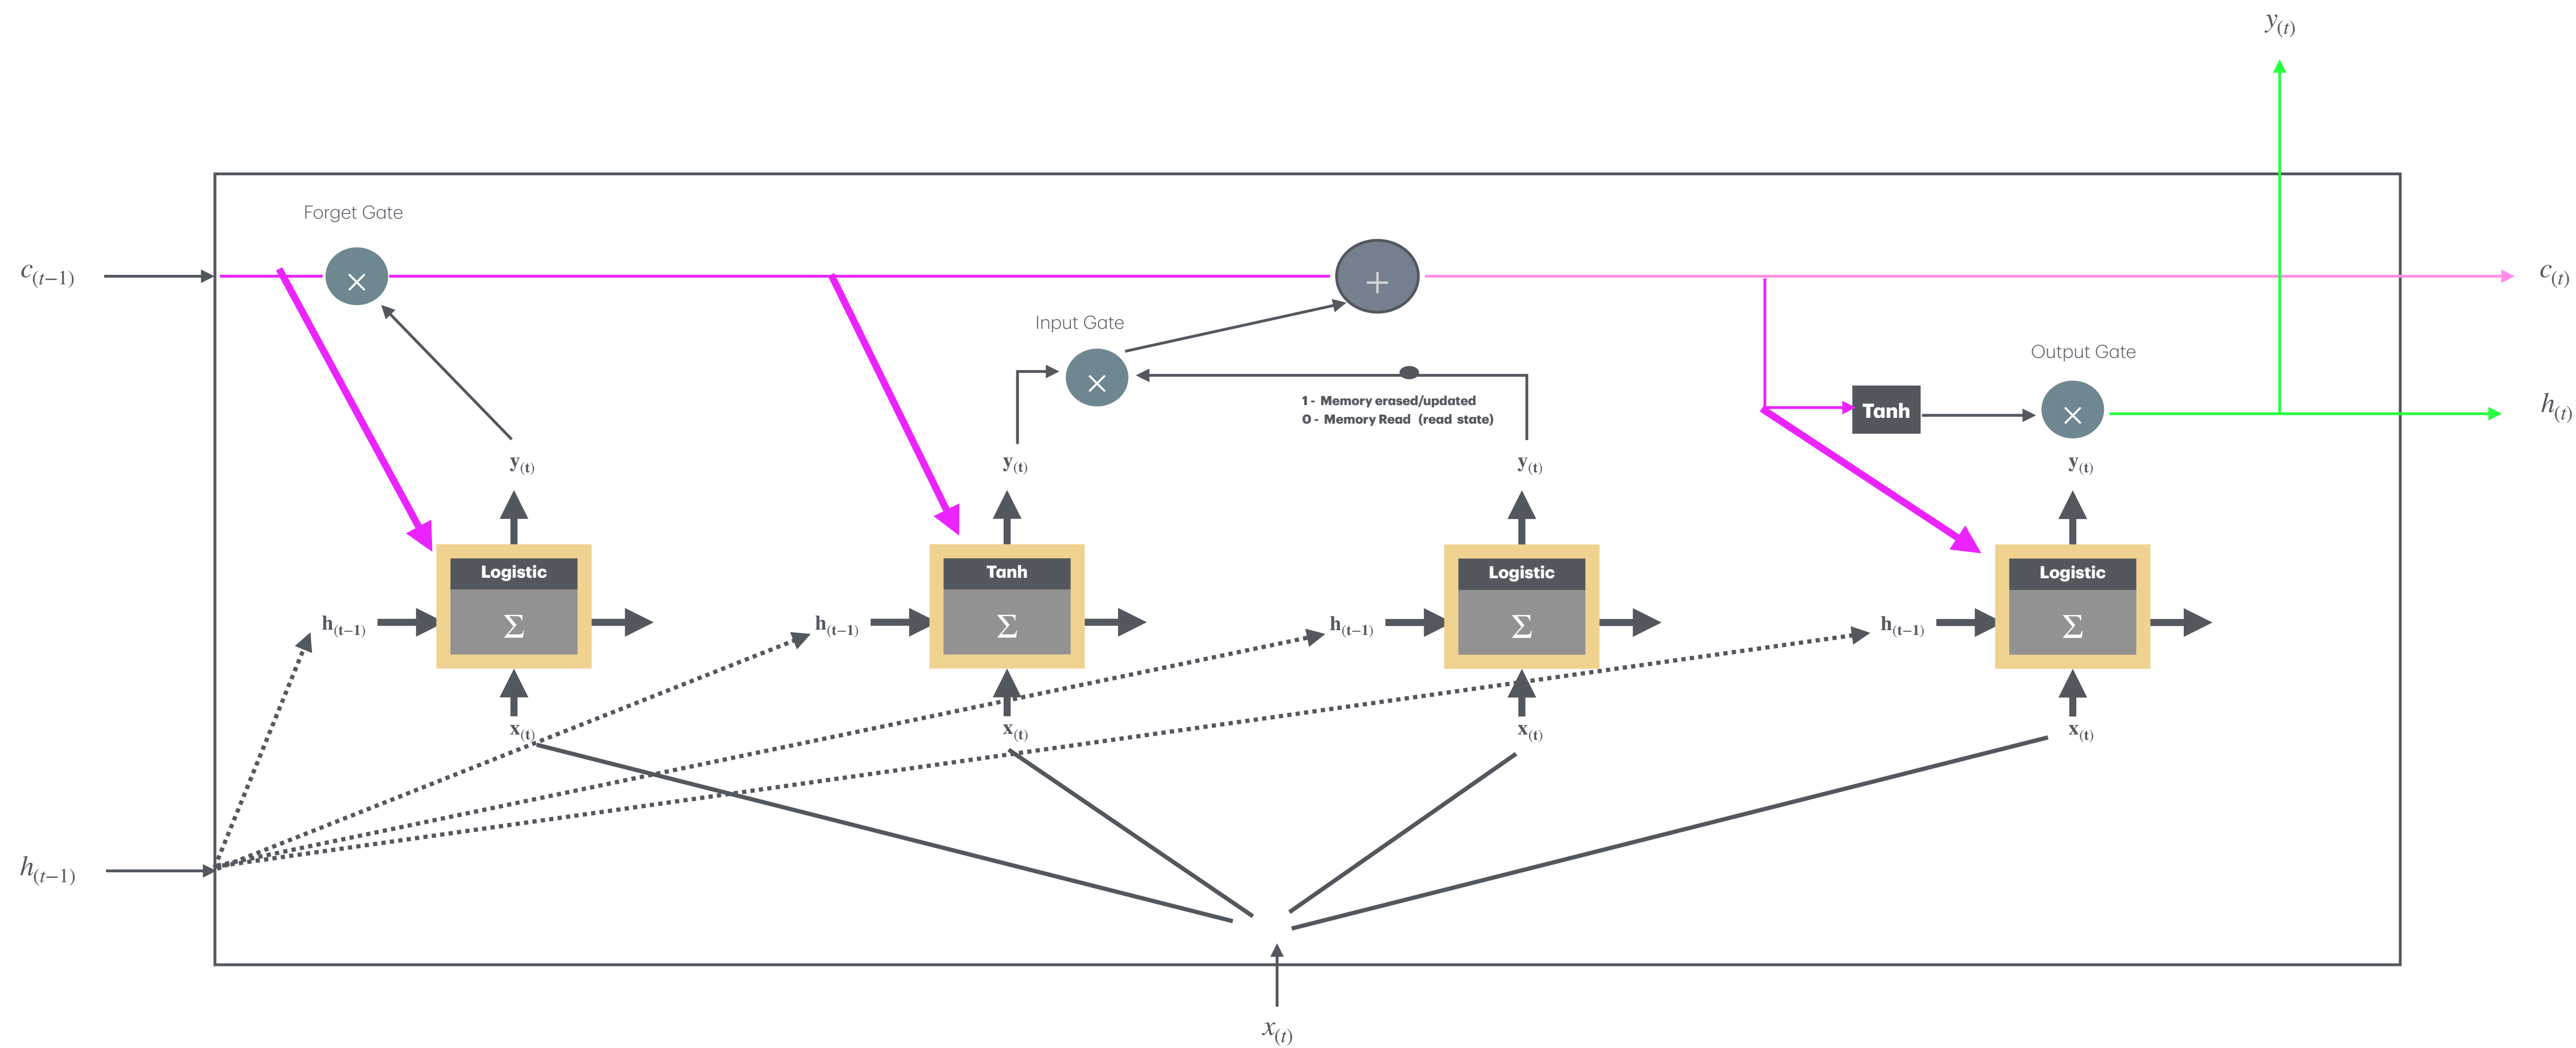 y(t)
Forget Gate
c(t−1)
×
+
c(t)
Input Gate
×
1 - Memory erased/updated
0 - Memory Read (read state)
Output Gate
Tanh
×
h(t)
y(t)
y(t)
y(t)
y(t)
Logistic
Tanh
Logistic
Logistic
h(t−1)
Σ
h(t−1)
Σ
h(t−1)
Σ
h(t−1)
Σ
x(t)
x(t)
x(t)
x(t)
h(t−1)
x(t)